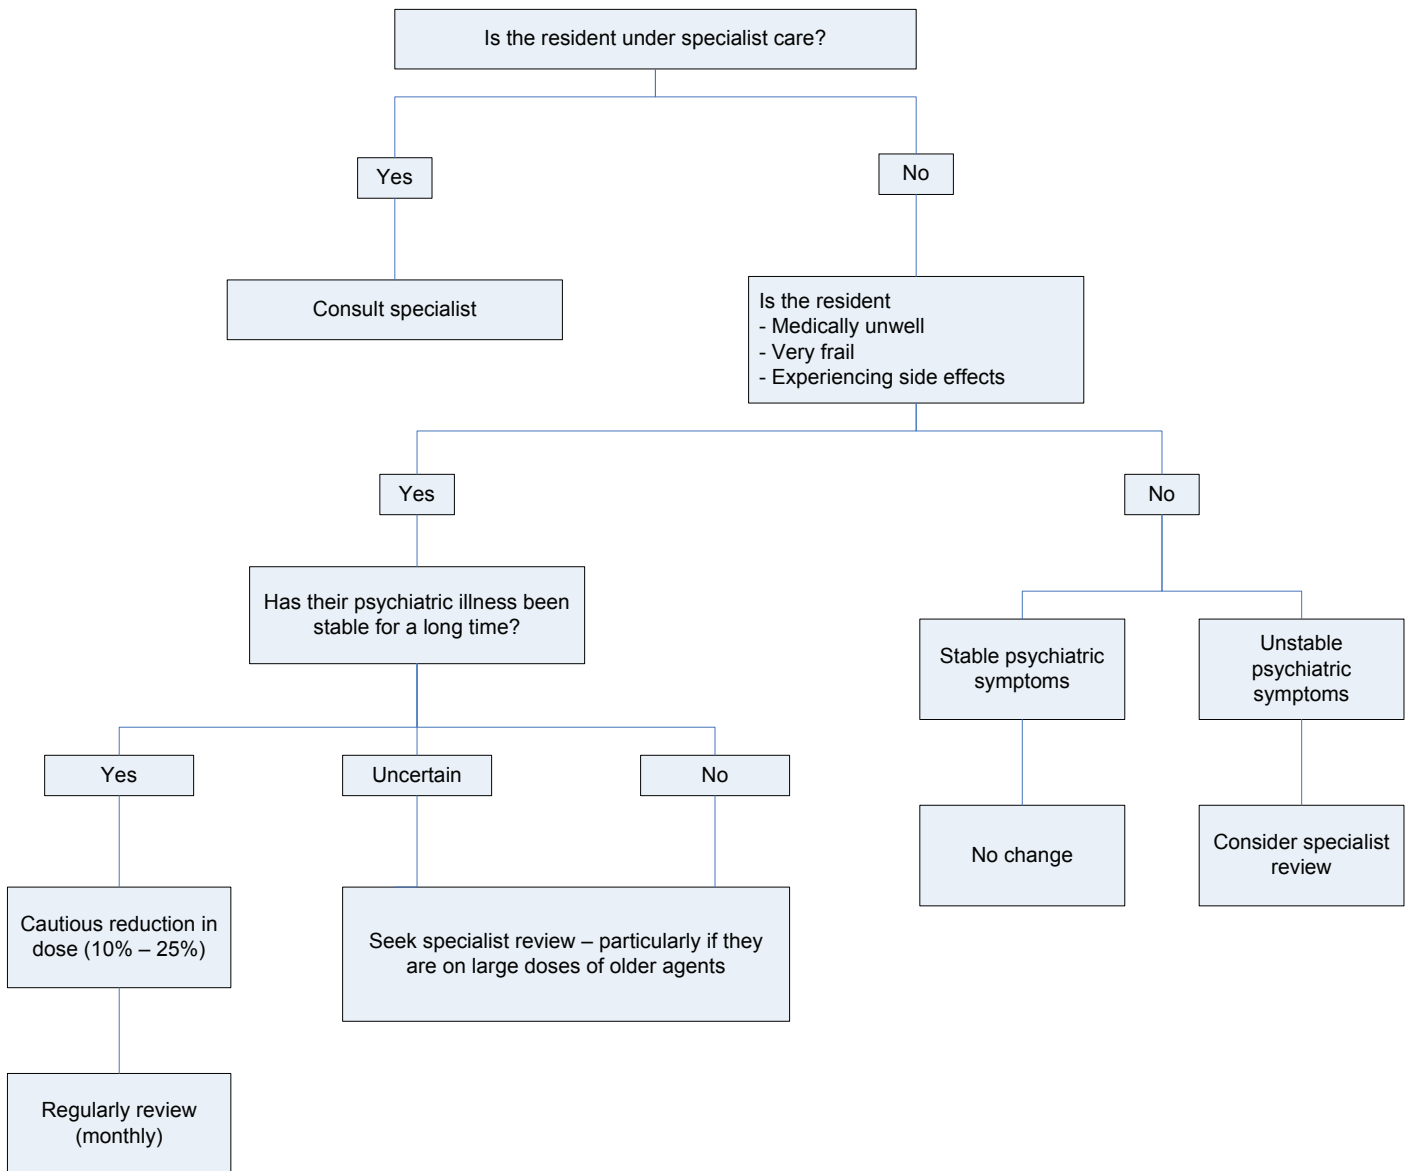 Is the resident under specialist care?
Yes
No
Consult specialist
Is the resident
- Medically unwell
- Very frail
- Experiencing side effects
Yes
No
Has their psychiatric illness been
stable for a long time?
Stable psychiatric
symptoms
Unstable
psychiatric
symptoms
Yes
Uncertain
No
No change
Consider specialist
review
Cautious reduction in
dose (10% – 25%)
Seek specialist review – particularly if they
are on large doses of older agents
Regularly review
(monthly)